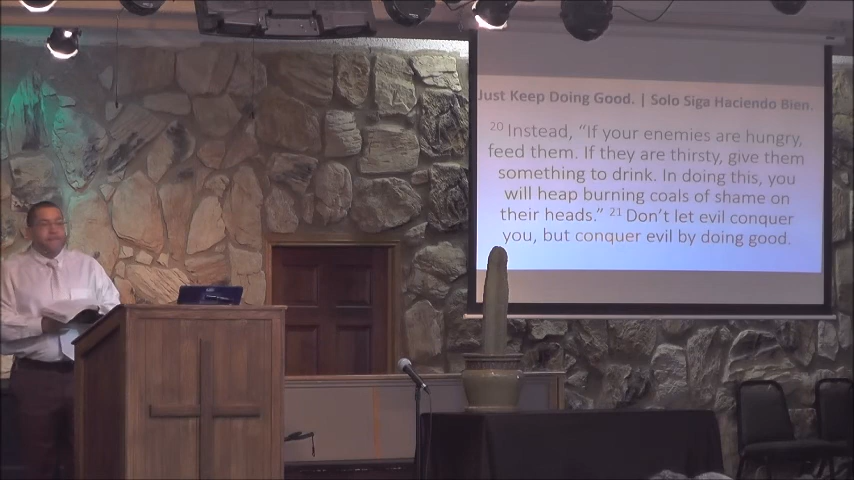 Just Keep Doing Good. | Solo Siga Haciendo Bien.
20 Instead, “If your enemies are hungry,
feed them. If they are thirsty, give them
something to drink. In doing this, you
will heap burning coals of shame on
their heads.” 21 Don’t let evil conquer
you, but conquer evil by doing good.